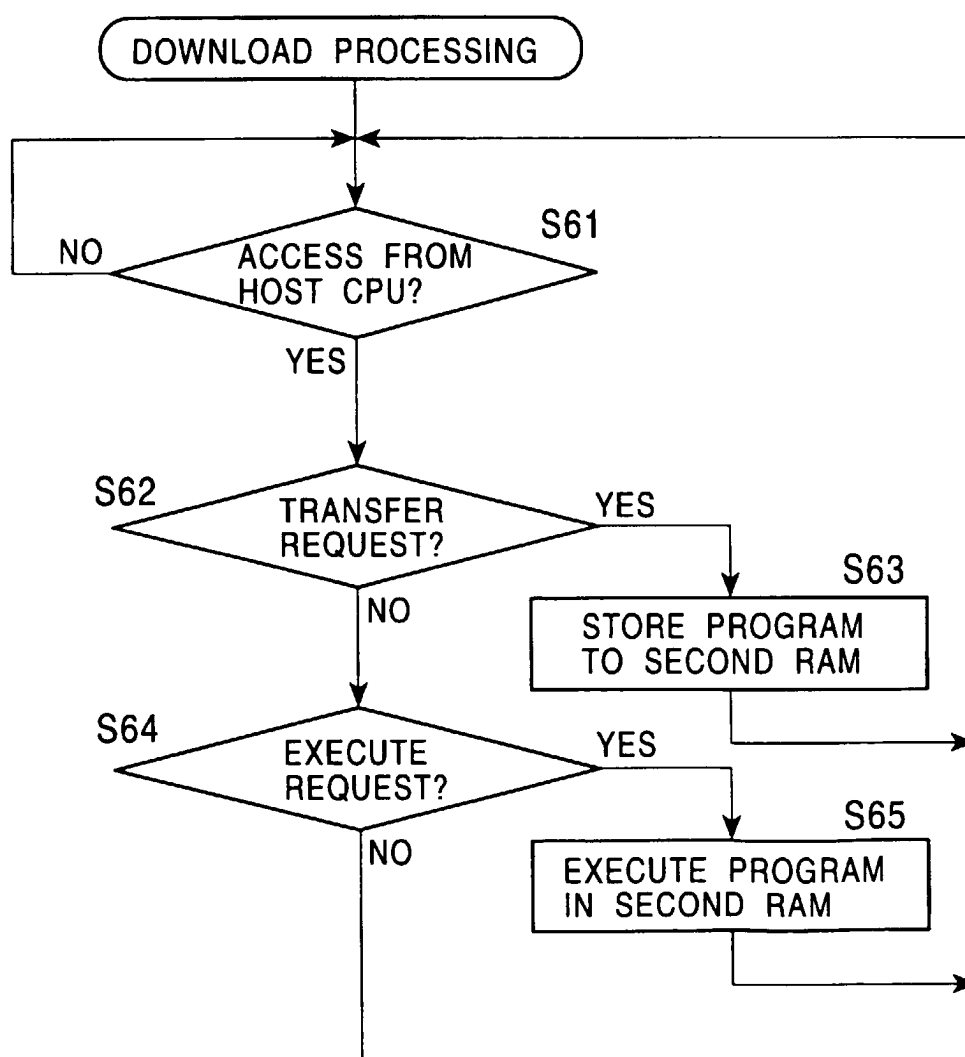 DOWNLOAD PROCESSING
S61
NO
ACCESS FROM
HOST CPU?
YES
S62
TRANSFER
REQUEST?
YES
NO
S63
STORE PROGRAM
TO SECOND RAM
S64
EXECUTE
REQUEST?
YES
NO
S65
EXECUTE PROGRAM
IN SECOND RAM